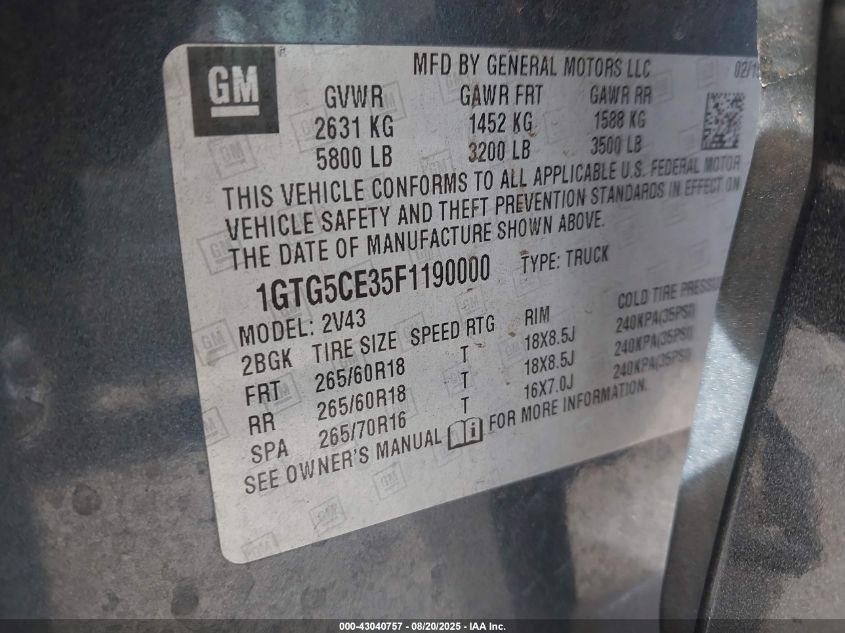 GM
MFD BY GENERAL MOTORS LLC 02/1
GVWR GAWR FRT GAWR RR
2631 KG 1452 KG 1588 KG
5800 LB 3200 LB 3500 LB
THIS VEHICLE CONFORMS TO ALL APPLICABLE U.S. FEDERAL MOTOR
VEHICLE SAFETY AND THEFT PREVENTION STANDARDS IN EFFECT ON
THE DATE OF MANUFACTURE SHOWN ABOVE.
1GTG5CE35F1190000 TYPE: TRUCK
MODEL: 2V43
2BGK TIRE SIZE SPEED RTG RIM COLD TIRE PRESSU
FRT 265/60R18 T 18X8.5J 240KPA(35PSI)
RR 265/60R18 T 18X8.5J 240KPA(35PSI)
SPA 265/70R16 T 16X7.0J 240KPA(35PSI)
SEE OWNER'S MANUAL FOR MORE INFORMATION.
000-43040757 - 08/20/2025 - IAA Inc.